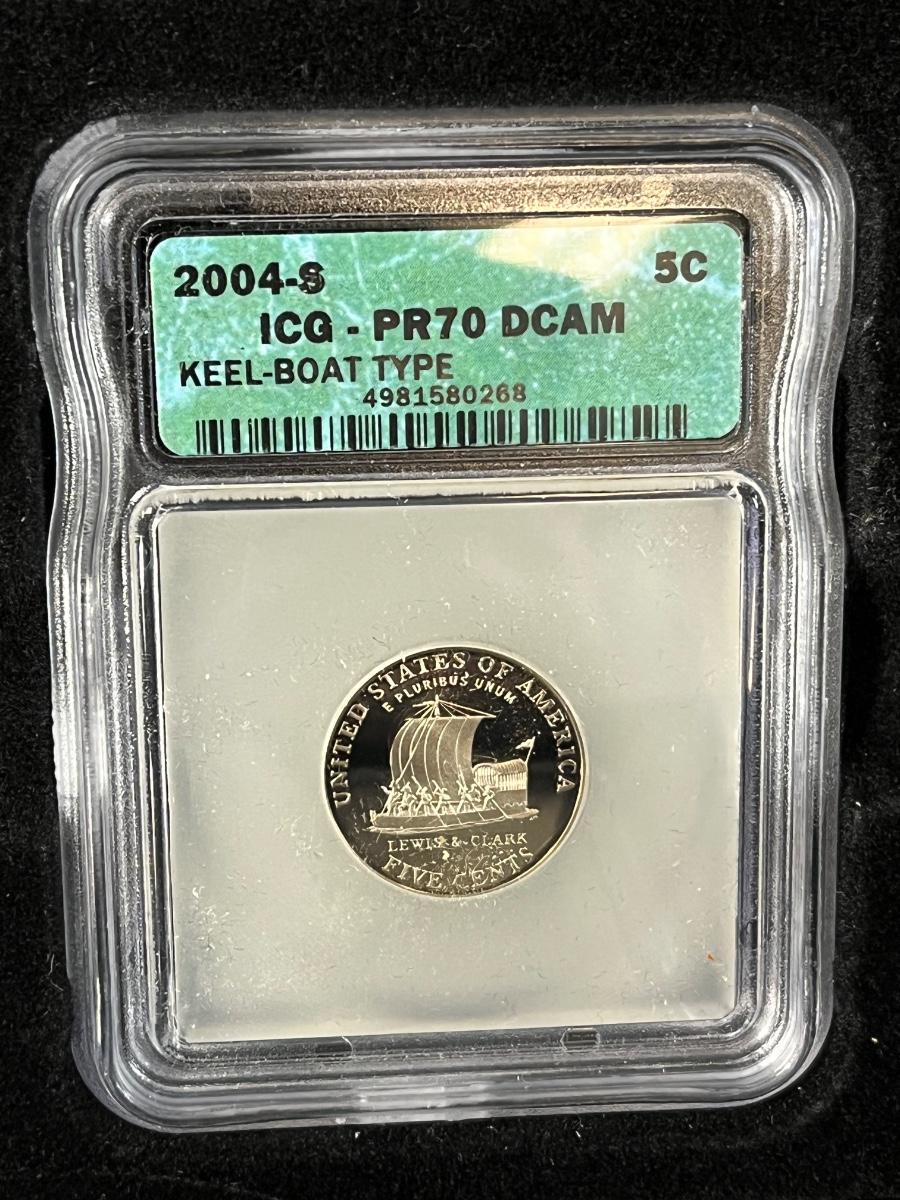 2004-S 5C
ICG - PR70 DCAM
KEEL-BOAT TYPE
4981580268
UNITED STATES OF AMERICA
E PLURIBUS UNUM
LEWIS & CLARK
FIVE CENTS